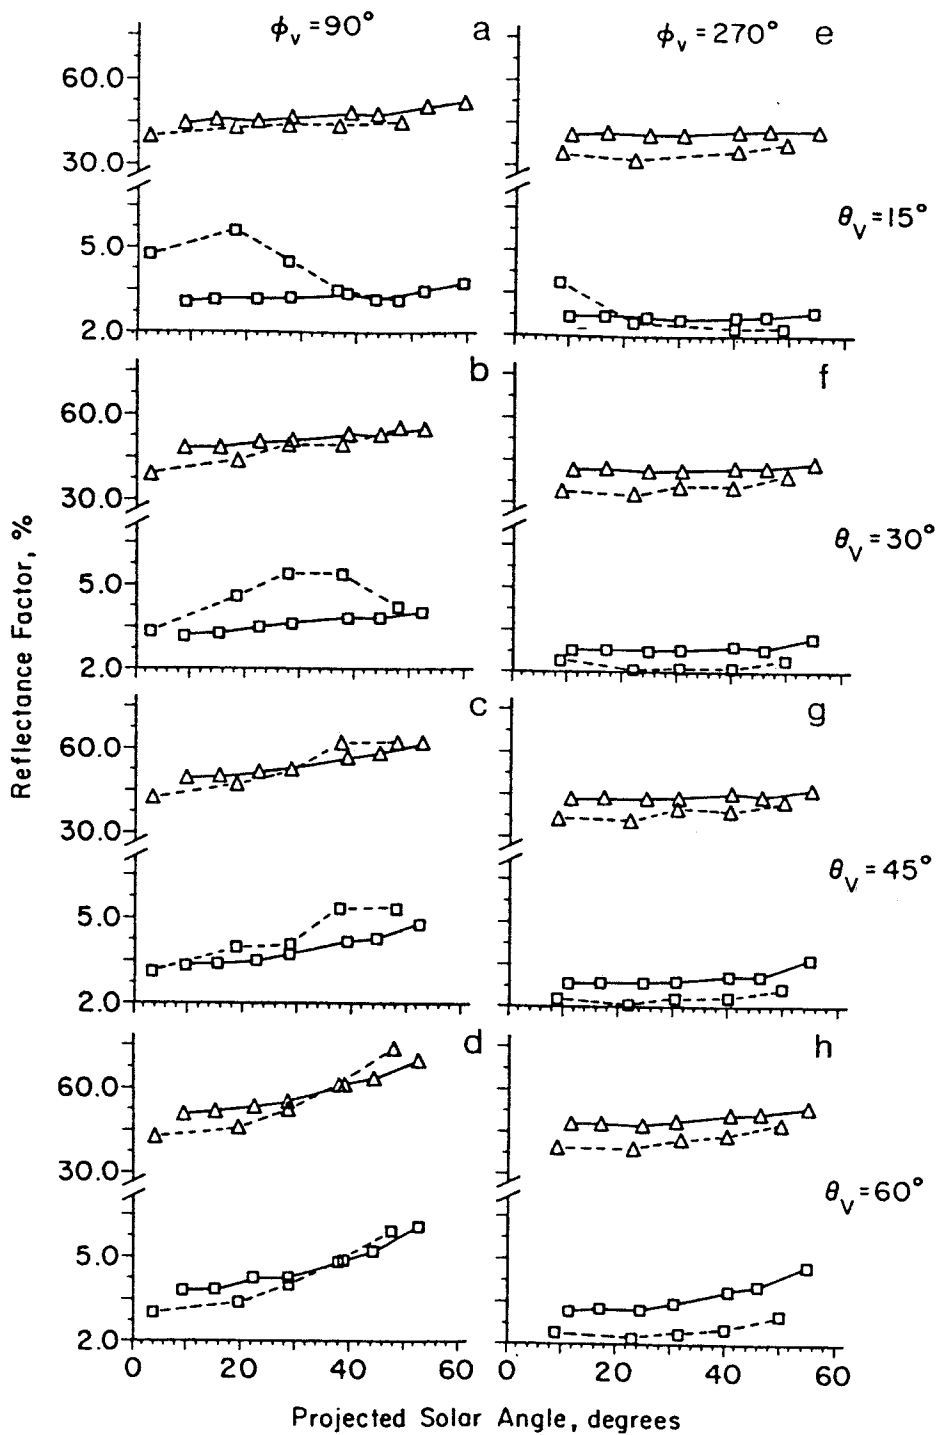 ϕv = 90° a
ϕv = 270° e
60.0
30.0
5.0
2.0
θv = 15°
b
f
60.0
30.0
5.0
2.0
θv = 30°
c
g
60.0
30.0
5.0
2.0
θv = 45°
d
h
60.0
30.0
5.0
2.0
θv = 60°
0 20 40 60
0 20 40 60
Reflectance Factor, %
Projected Solar Angle, degrees